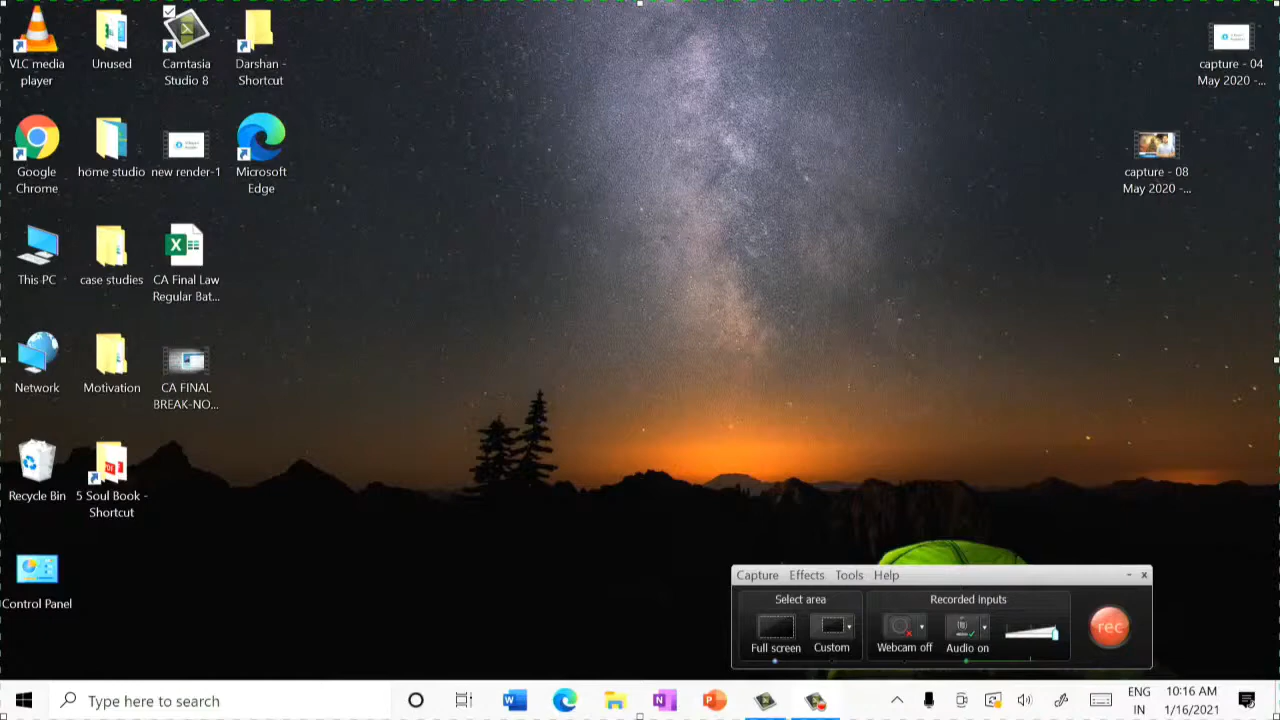 VLC media
player
Unused
Camtasia
Studio 8
Darshan -
Shortcut
capture - 04
May 2020 -...
Google
Chrome
home studio
new render-1
Microsoft
Edge
capture - 08
May 2020 -...
This PC
case studies
CA Final Law
Regular Bat...
Network
Motivation
CA FINAL
BREAK-NO...
Recycle Bin
5 Soul Book -
Shortcut
Control Panel
Capture Effects Tools Help
Select area
Recorded inputs
Full screen
Custom
Webcam off
Audio on
rec
Type here to search
ENG
IN
10:16 AM
1/16/2021